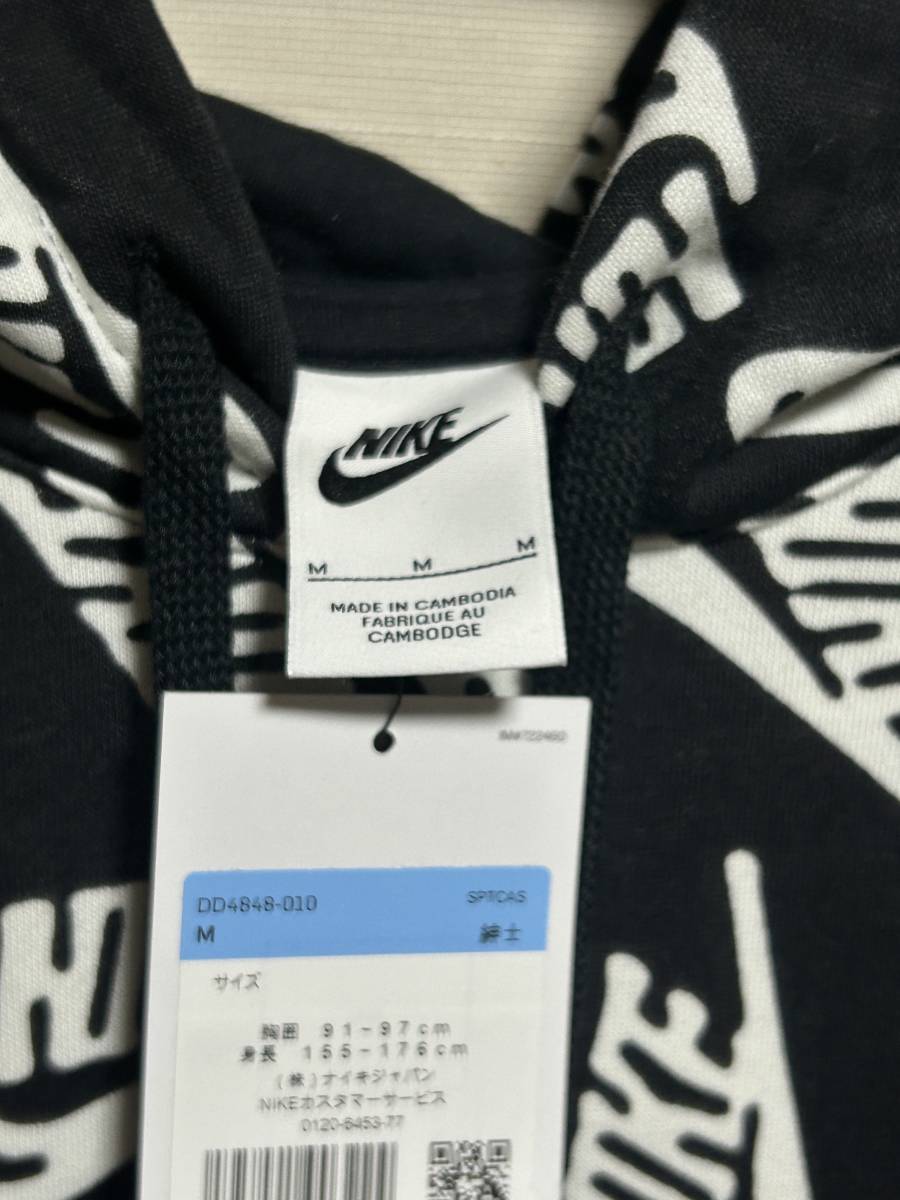 NIKE
M M M
MADE IN CAMBODIA
FABRIQUE AU
CAMBODGE
DD4848-010 SPTCAS
M 紳士
サイズ
胸囲 91-97cm
身長 155-176cm
(株)ナイキジャパン
NIKEカスタマーサービス
0120-6453-77
NIKE